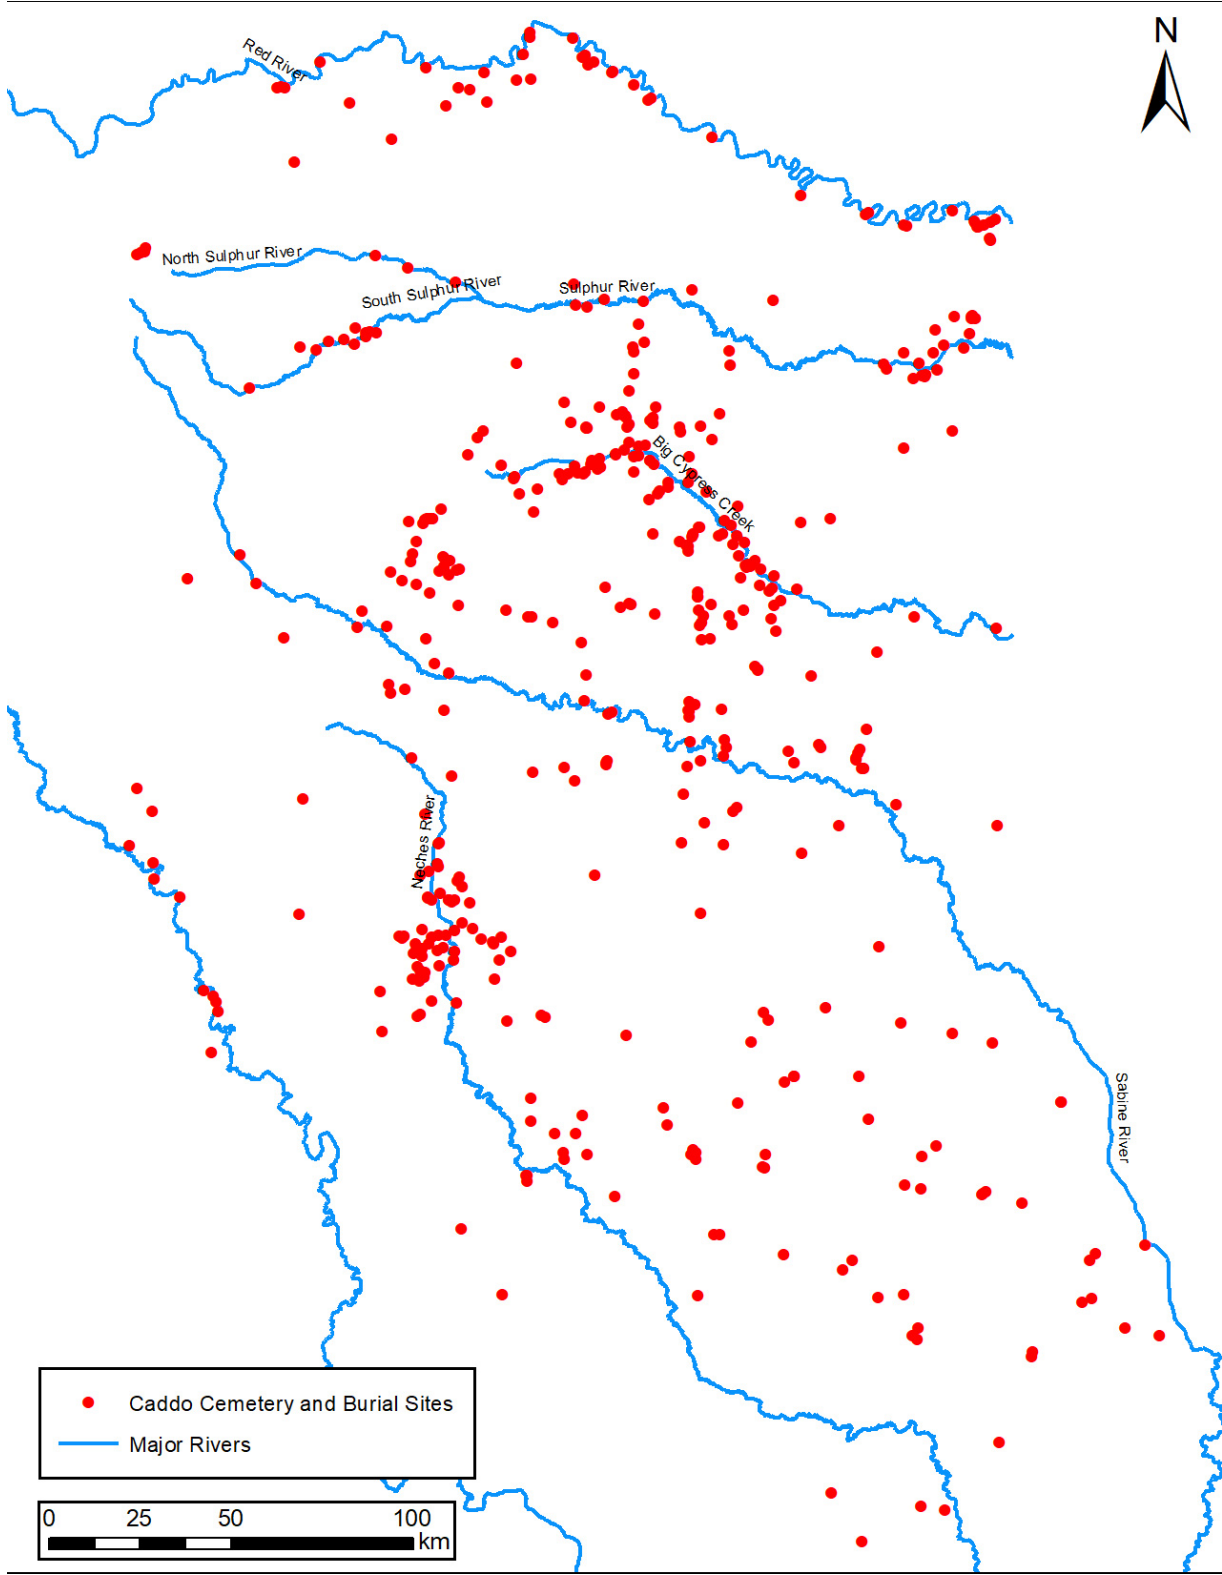 N
Red River
North Sulphur River
South Sulphur River
Sulphur River
Big Cypress Creek
Neches River
Sabine River
Caddo Cemetery and Burial Sites
Major Rivers
0 25 50 100
km